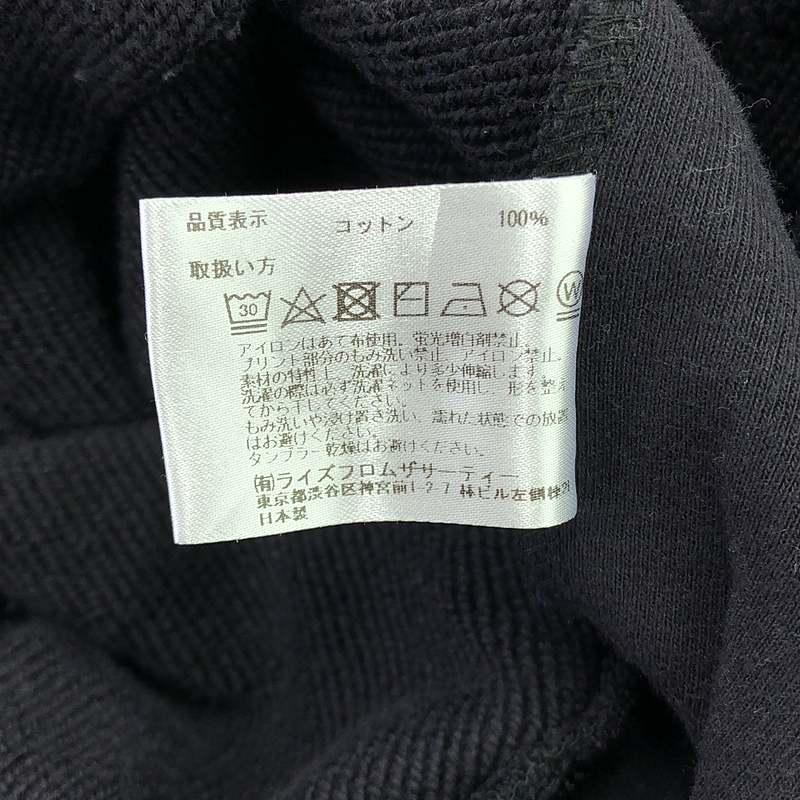 品質表示 コットン 100%
取扱い方
30 W
アイロンはあて布使用。蛍光増白剤禁止。
プリント部分のもみ洗い禁止 アイロン禁止。
素材の特性上、洗濯により多少伸縮します。
洗濯の際は必ず洗濯ネットを使用し、形を整え
てから干してください。
もみ洗いや浸け置き洗い、濡れた状態での放置
はお避けください。
タンブラー乾燥はお避けください。
(有)ライズフロムザサーティー
東京都渋谷区神宮前1-2-7 林ビル左側棟
日本製